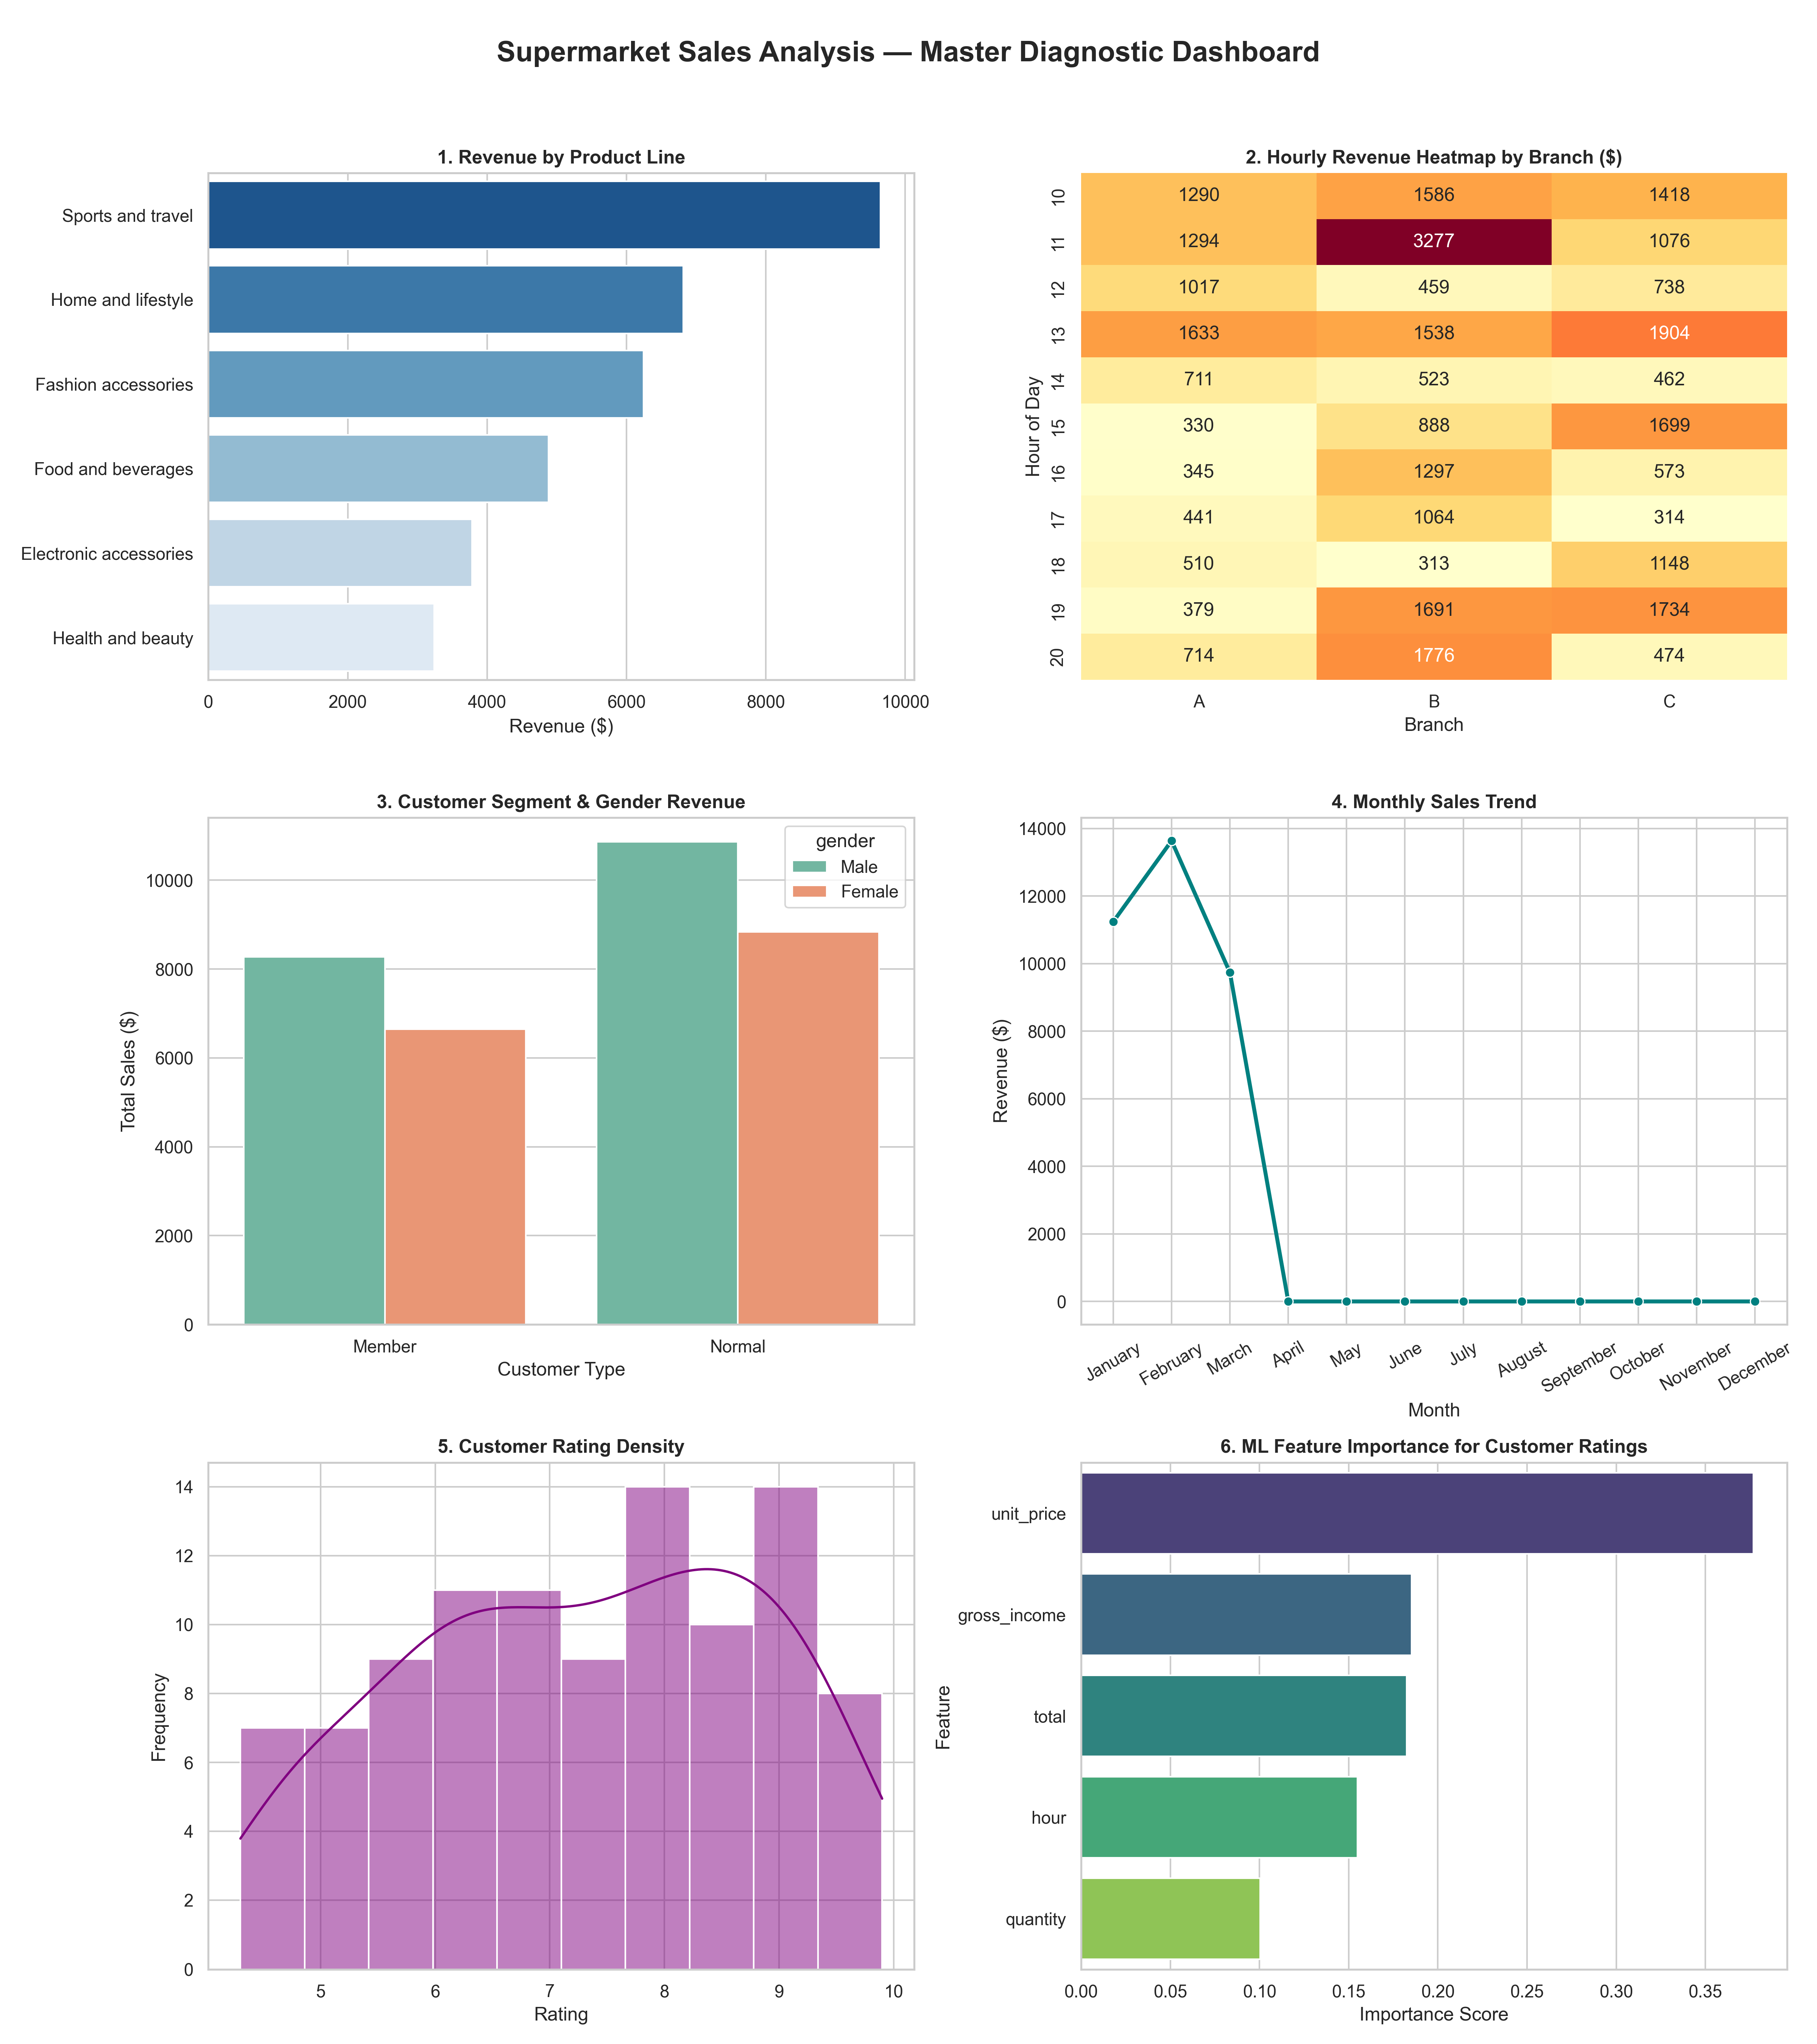 Supermarket Sales Analysis — Master Diagnostic Dashboard
1. Revenue by Product Line
Sports and travel
Home and lifestyle
Fashion accessories
Food and beverages
Electronic accessories
Health and beauty
0 2000 4000 6000 8000 10000
Revenue ($)
2. Hourly Revenue Heatmap by Branch ($)
Hour of Day
10 1290 1586 1418
11 1294 3277 1076
12 1017 459 738
13 1633 1538 1904
14 711 523 462
15 330 888 1699
16 345 1297 573
17 441 1064 314
18 510 313 1148
19 379 1691 1734
20 714 1776 474
A B C
Branch
3. Customer Segment & Gender Revenue
gender
Male
Female
Total Sales ($)
10000
8000
6000
4000
2000
0
Member Normal
Customer Type
4. Monthly Sales Trend
Revenue ($)
14000
12000
10000
8000
6000
4000
2000
0
January February March April May June July August September October November December
Month
5. Customer Rating Density
Frequency
14
12
10
8
6
4
2
0
5 6 7 8 9 10
Rating
6. ML Feature Importance for Customer Ratings
Feature
unit_price
gross_income
total
hour
quantity
0.00 0.05 0.10 0.15 0.20 0.25 0.30 0.35
Importance Score